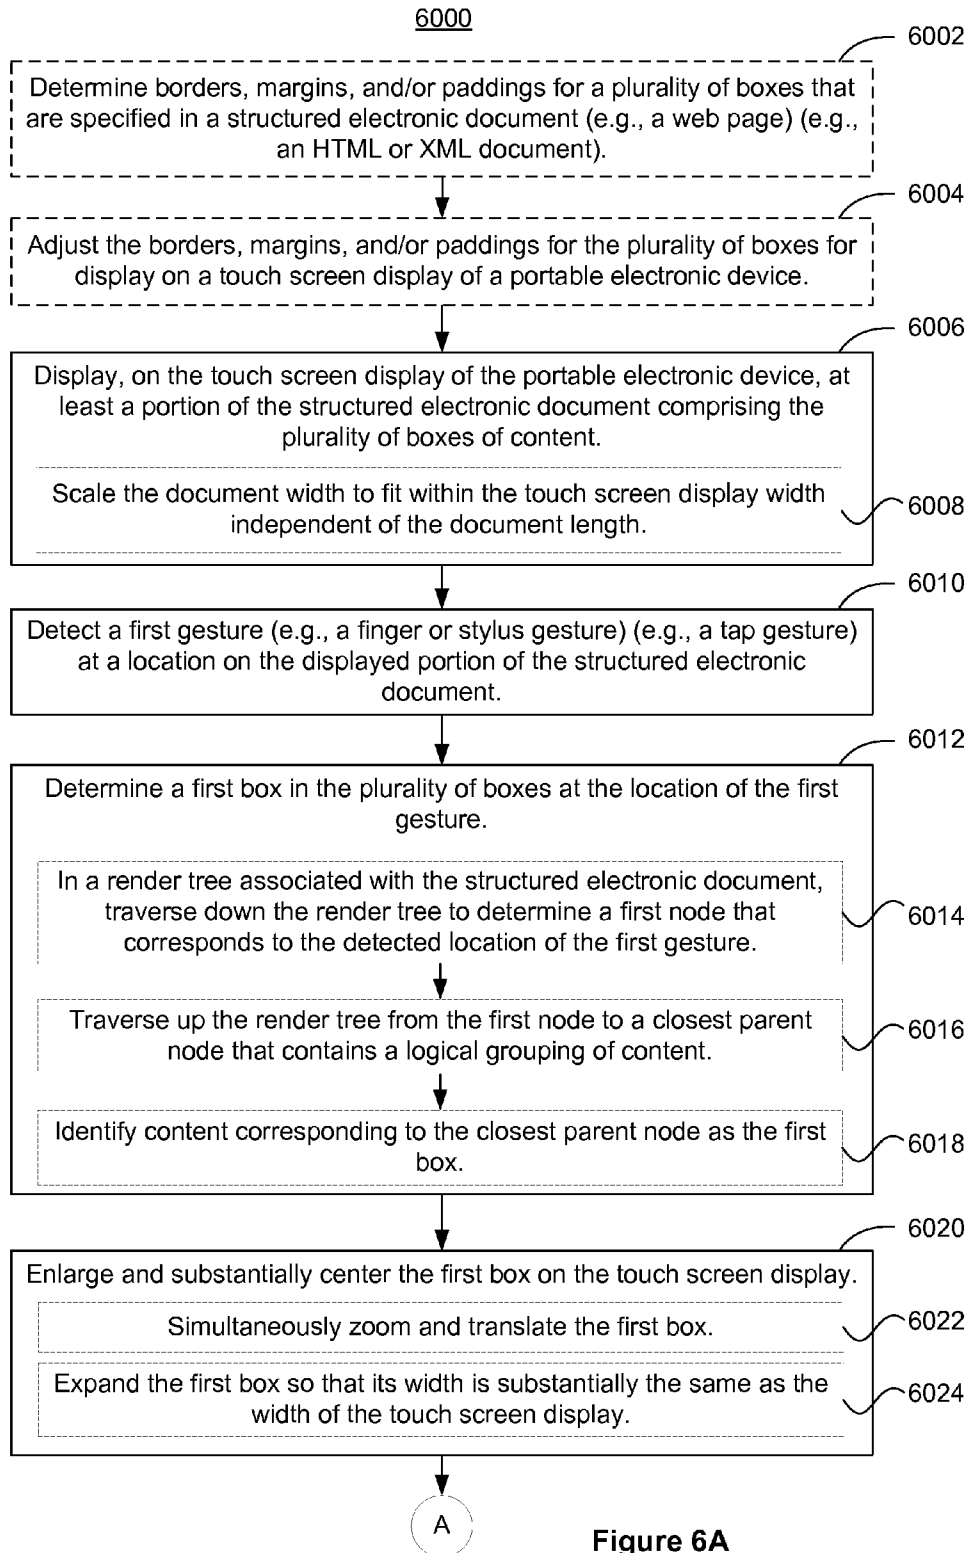 6000
6002
Determine borders, margins, and/or paddings for a plurality of boxes that
are specified in a structured electronic document (e.g., a web page) (e.g.,
an HTML or XML document).
6004
Adjust the borders, margins, and/or paddings for the plurality of boxes for
display on a touch screen display of a portable electronic device.
6006
Display, on the touch screen display of the portable electronic device, at
least a portion of the structured electronic document comprising the
plurality of boxes of content.
Scale the document width to fit within the touch screen display width
independent of the document length.
6008
6010
Detect a first gesture (e.g., a finger or stylus gesture) (e.g., a tap gesture)
at a location on the displayed portion of the structured electronic
document.
6012
Determine a first box in the plurality of boxes at the location of the first
gesture.
In a render tree associated with the structured electronic document,
traverse down the render tree to determine a first node that
corresponds to the detected location of the first gesture.
6014
Traverse up the render tree from the first node to a closest parent
node that contains a logical grouping of content.
6016
Identify content corresponding to the closest parent node as the first
box.
6018
6020
Enlarge and substantially center the first box on the touch screen display.
Simultaneously zoom and translate the first box.
6022
Expand the first box so that its width is substantially the same as the
width of the touch screen display.
6024
A
Figure 6A